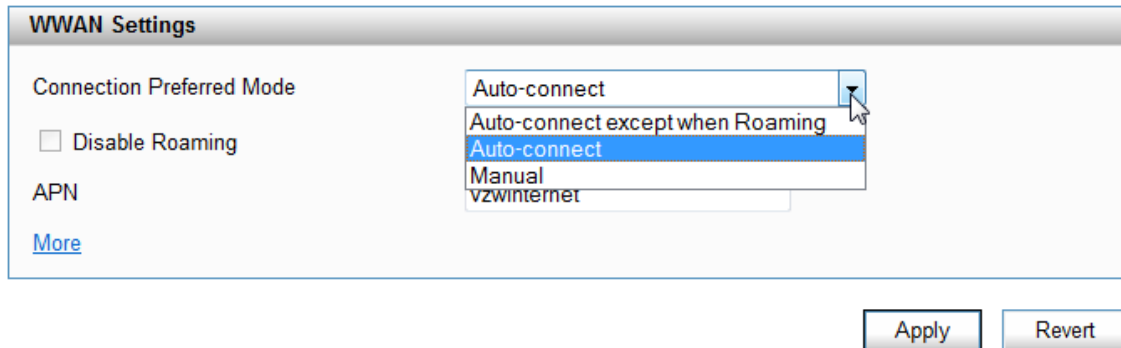 WWAN Settings
Connection Preferred Mode
Auto-connect
Auto-connect except when Roaming
Auto-connect
Manual
Disable Roaming
APN
vzwinternet
More
Apply
Revert